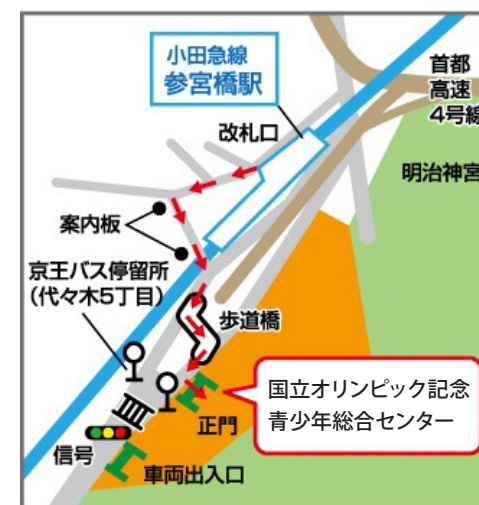 小田急線
参宮橋駅
首都
高速
4号線
改札口
明治神宮
案内板
京王バス停留所
(代々木5丁目)
歩道橋
国立オリンピック記念
青少年総合センター
正門
信号
車両出入口